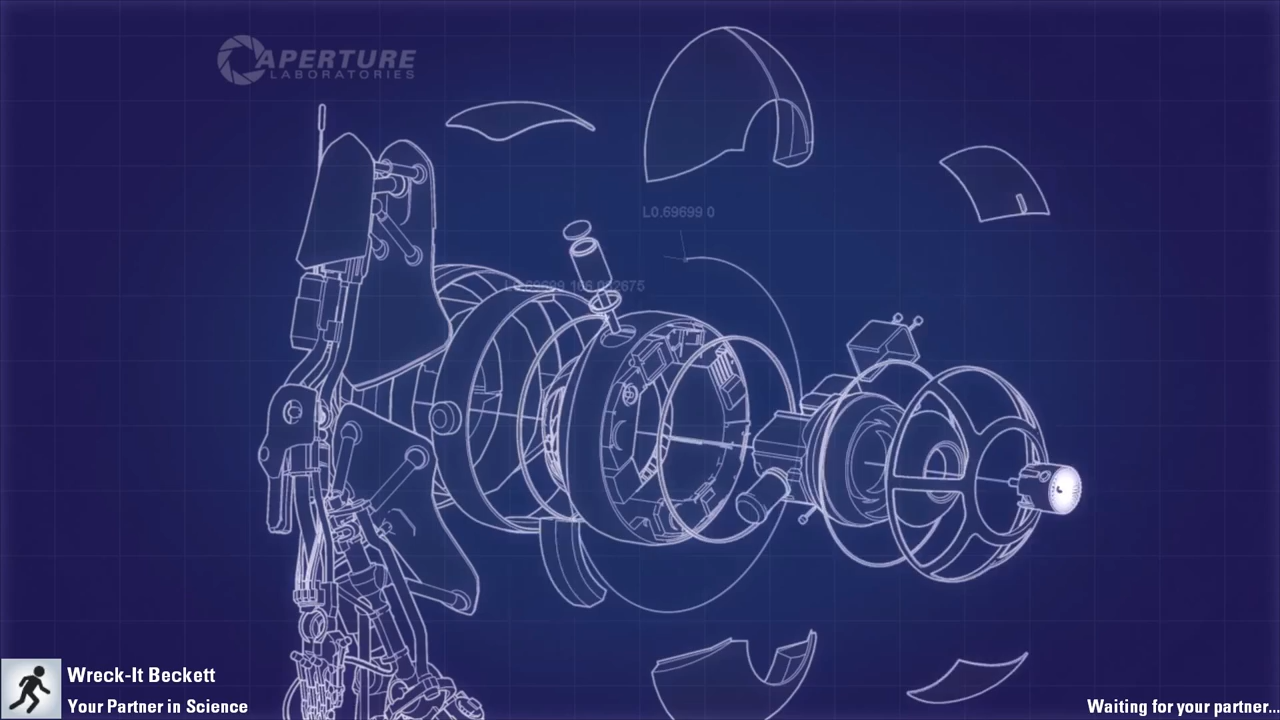 APERTURE
LABORATORIES
L0.69699 0
Wreck-It Beckett
Your Partner in Science
Waiting for your partner...